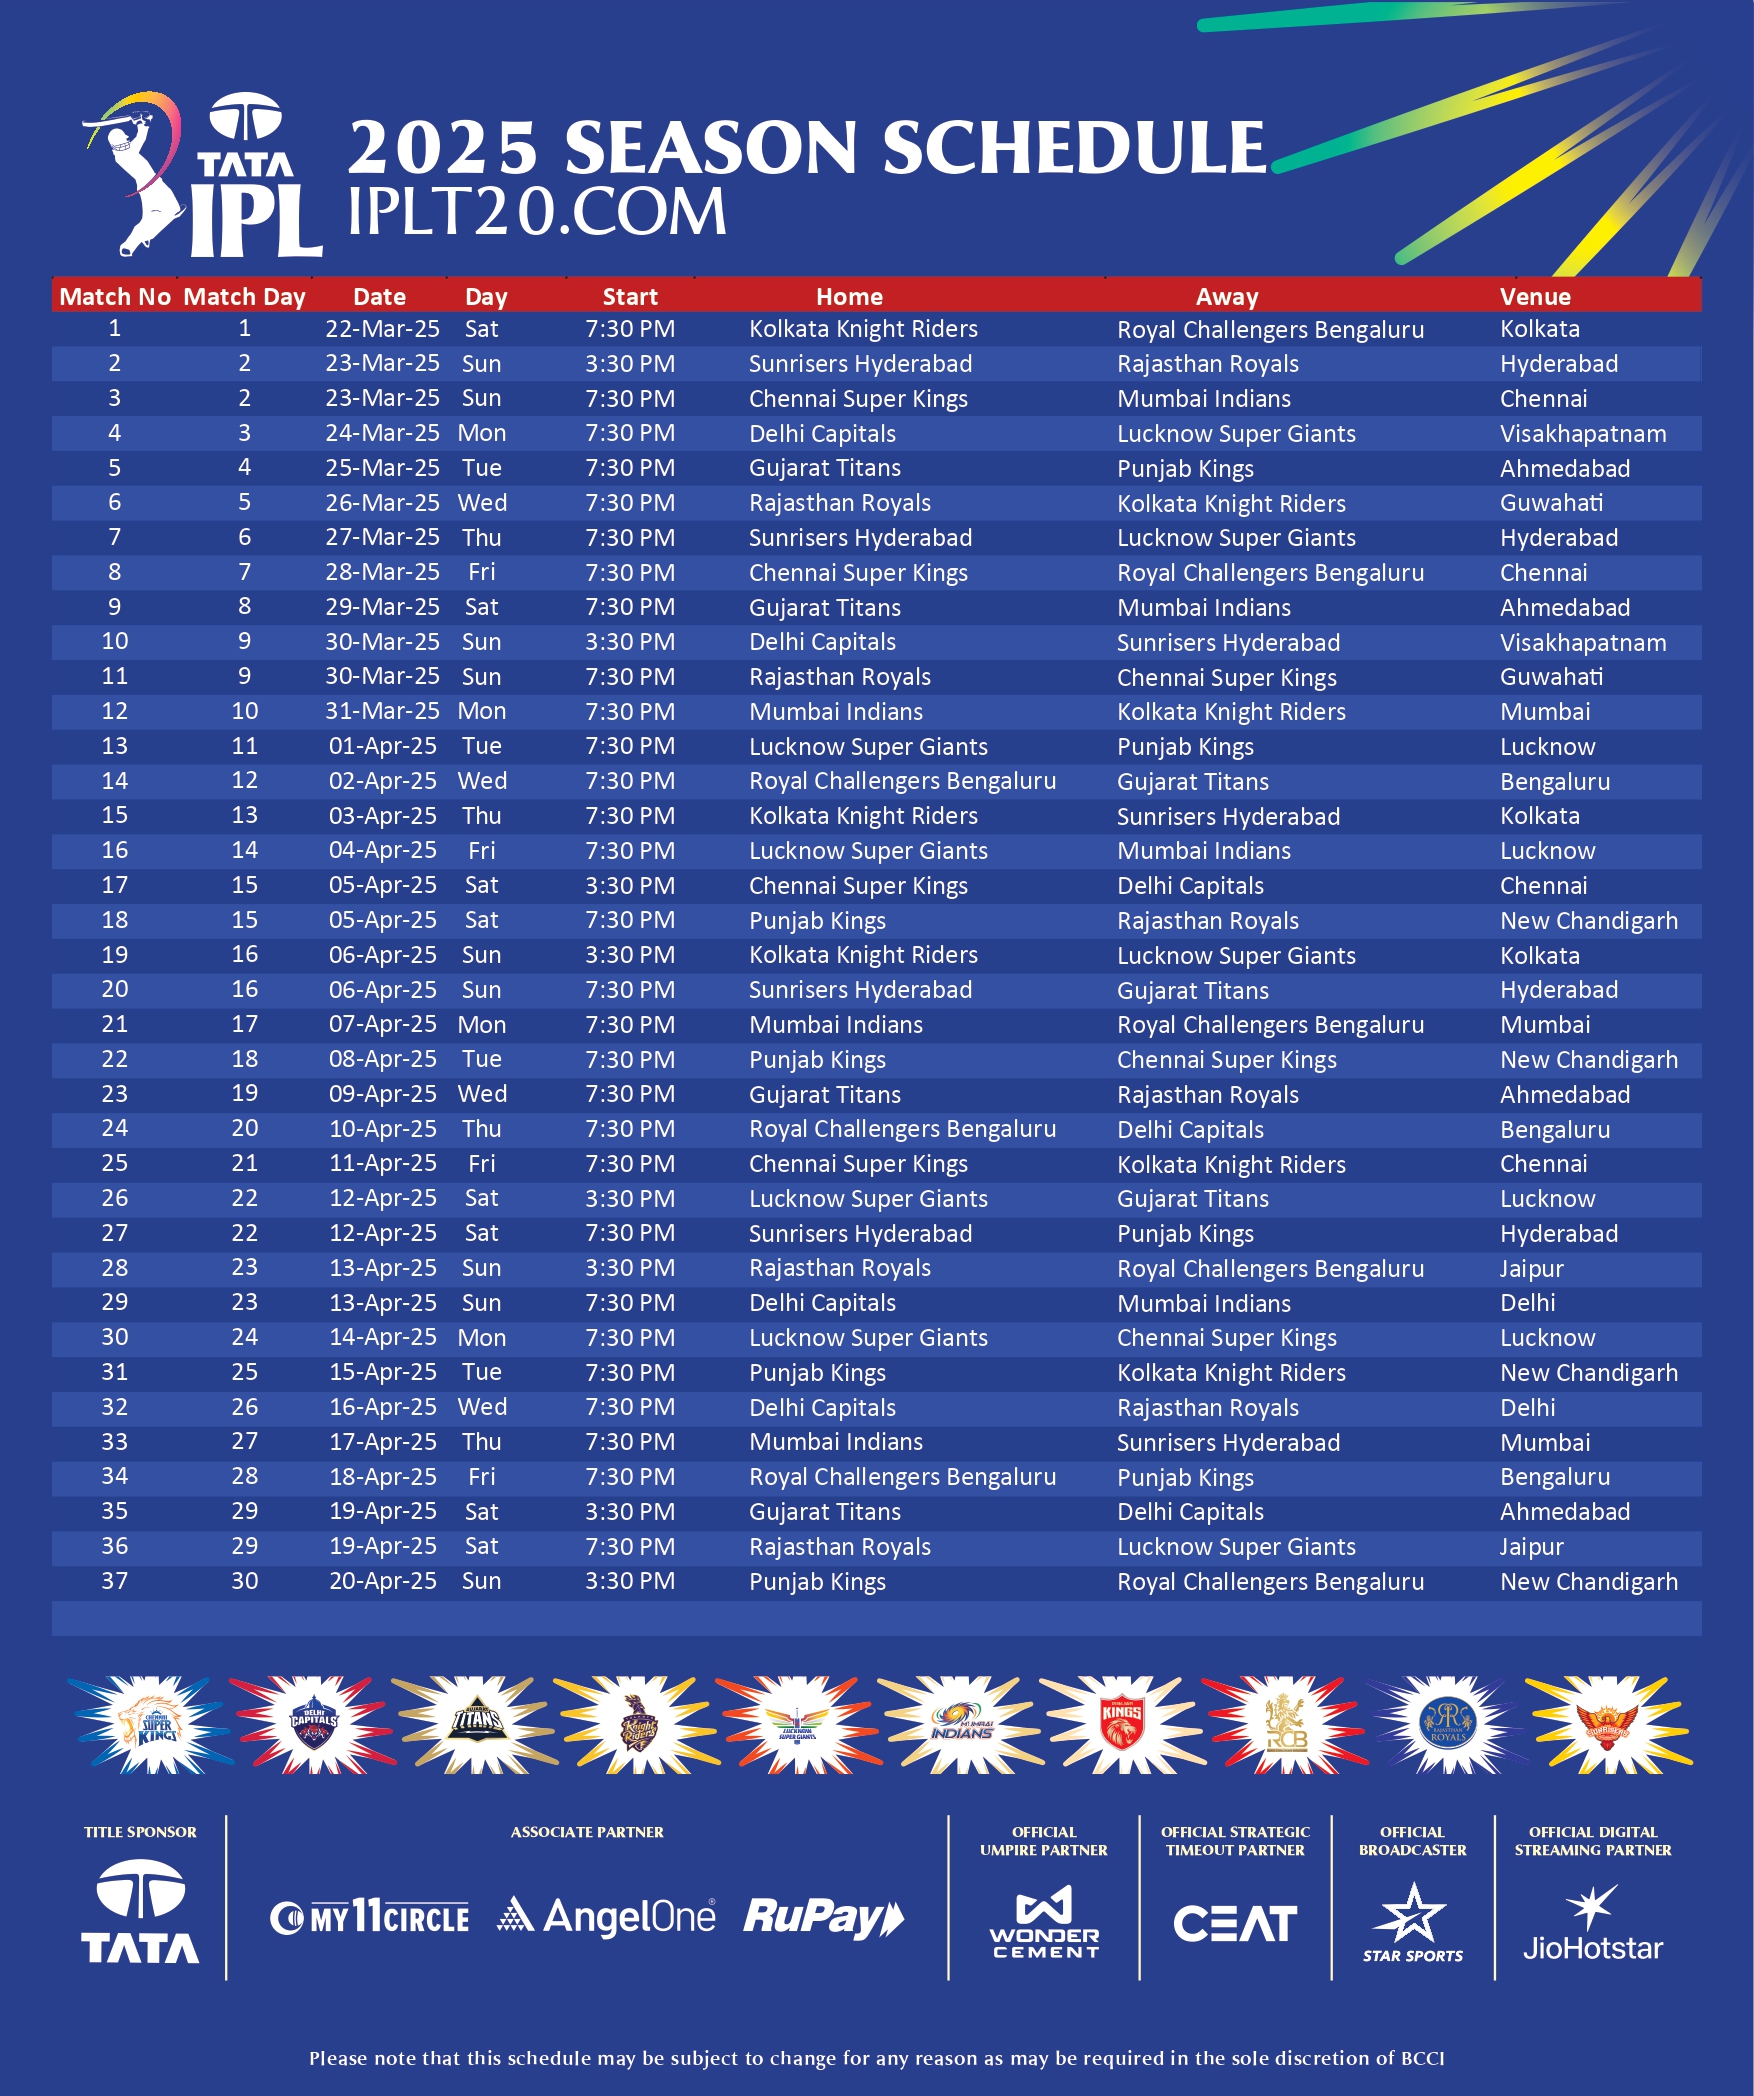 TATA
IPL
2025 SEASON SCHEDULE
IPLT20.COM
Match No Match Day Date Day Start Home Away Venue
1 1 22-Mar-25 Sat 7:30 PM Kolkata Knight Riders Royal Challengers Bengaluru Kolkata
2 2 23-Mar-25 Sun 3:30 PM Sunrisers Hyderabad Rajasthan Royals Hyderabad
3 2 23-Mar-25 Sun 7:30 PM Chennai Super Kings Mumbai Indians Chennai
4 3 24-Mar-25 Mon 7:30 PM Delhi Capitals Lucknow Super Giants Visakhapatnam
5 4 25-Mar-25 Tue 7:30 PM Gujarat Titans Punjab Kings Ahmedabad
6 5 26-Mar-25 Wed 7:30 PM Rajasthan Royals Kolkata Knight Riders Guwahati
7 6 27-Mar-25 Thu 7:30 PM Sunrisers Hyderabad Lucknow Super Giants Hyderabad
8 7 28-Mar-25 Fri 7:30 PM Chennai Super Kings Royal Challengers Bengaluru Chennai
9 8 29-Mar-25 Sat 7:30 PM Gujarat Titans Mumbai Indians Ahmedabad
10 9 30-Mar-25 Sun 3:30 PM Delhi Capitals Sunrisers Hyderabad Visakhapatnam
11 9 30-Mar-25 Sun 7:30 PM Rajasthan Royals Chennai Super Kings Guwahati
12 10 31-Mar-25 Mon 7:30 PM Mumbai Indians Kolkata Knight Riders Mumbai
13 11 01-Apr-25 Tue 7:30 PM Lucknow Super Giants Punjab Kings Lucknow
14 12 02-Apr-25 Wed 7:30 PM Royal Challengers Bengaluru Gujarat Titans Bengaluru
15 13 03-Apr-25 Thu 7:30 PM Kolkata Knight Riders Sunrisers Hyderabad Kolkata
16 14 04-Apr-25 Fri 7:30 PM Lucknow Super Giants Mumbai Indians Lucknow
17 15 05-Apr-25 Sat 3:30 PM Chennai Super Kings Delhi Capitals Chennai
18 15 05-Apr-25 Sat 7:30 PM Punjab Kings Rajasthan Royals New Chandigarh
19 16 06-Apr-25 Sun 3:30 PM Kolkata Knight Riders Lucknow Super Giants Kolkata
20 16 06-Apr-25 Sun 7:30 PM Sunrisers Hyderabad Gujarat Titans Hyderabad
21 17 07-Apr-25 Mon 7:30 PM Mumbai Indians Royal Challengers Bengaluru Mumbai
22 18 08-Apr-25 Tue 7:30 PM Punjab Kings Chennai Super Kings New Chandigarh
23 19 09-Apr-25 Wed 7:30 PM Gujarat Titans Rajasthan Royals Ahmedabad
24 20 10-Apr-25 Thu 7:30 PM Royal Challengers Bengaluru Delhi Capitals Bengaluru
25 21 11-Apr-25 Fri 7:30 PM Chennai Super Kings Kolkata Knight Riders Chennai
26 22 12-Apr-25 Sat 3:30 PM Lucknow Super Giants Gujarat Titans Lucknow
27 22 12-Apr-25 Sat 7:30 PM Sunrisers Hyderabad Punjab Kings Hyderabad
28 23 13-Apr-25 Sun 3:30 PM Rajasthan Royals Royal Challengers Bengaluru Jaipur
29 23 13-Apr-25 Sun 7:30 PM Delhi Capitals Mumbai Indians Delhi
30 24 14-Apr-25 Mon 7:30 PM Lucknow Super Giants Chennai Super Kings Lucknow
31 25 15-Apr-25 Tue 7:30 PM Punjab Kings Kolkata Knight Riders New Chandigarh
32 26 16-Apr-25 Wed 7:30 PM Delhi Capitals Rajasthan Royals Delhi
33 27 17-Apr-25 Thu 7:30 PM Mumbai Indians Sunrisers Hyderabad Mumbai
34 28 18-Apr-25 Fri 7:30 PM Royal Challengers Bengaluru Punjab Kings Bengaluru
35 29 19-Apr-25 Sat 3:30 PM Gujarat Titans Delhi Capitals Ahmedabad
36 29 19-Apr-25 Sat 7:30 PM Rajasthan Royals Lucknow Super Giants Jaipur
37 30 20-Apr-25 Sun 3:30 PM Punjab Kings Royal Challengers Bengaluru New Chandigarh
CHENNAI SUPER KINGS
DELHI CAPITALS
GUJARAT TITANS
Knight Riders
LUCKNOW SUPER GIANTS
MUMBAI INDIANS
KINGS
RCB
RR RAJASTHAN ROYALS
SUNRISERS
TITLE SPONSOR
TATA
ASSOCIATE PARTNER
MY11CIRCLE AngelOne RuPay
OFFICIAL
UMPIRE PARTNER
WONDER
CEMENT
OFFICIAL STRATEGIC
TIMEOUT PARTNER
CEAT
OFFICIAL
BROADCASTER
STAR SPORTS
OFFICIAL DIGITAL
STREAMING PARTNER
JioHotstar
Please note that this schedule may be subject to change for any reason as may be required in the sole discretion of BCCI